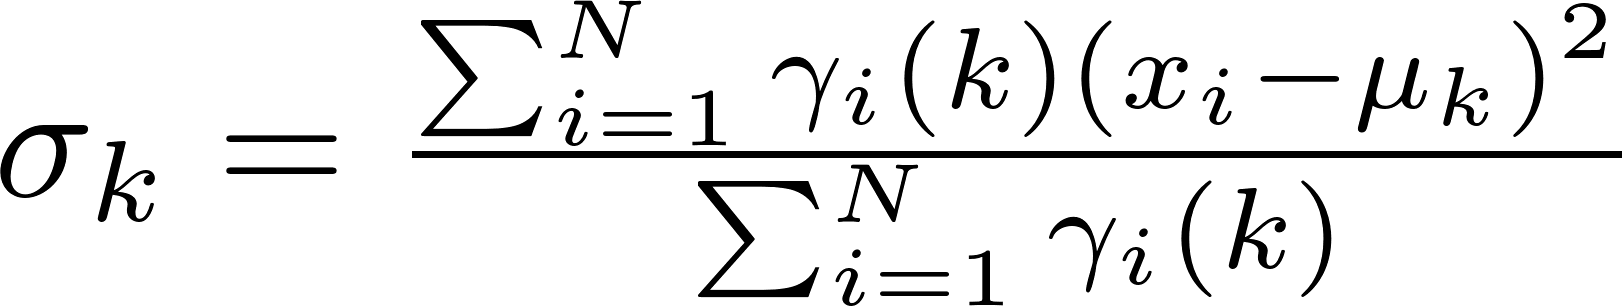 σ_k = \frac{\sum_{i=1}^{N} γ_i(k)(x_i − μ_k)^2}{\sum_{i=1}^{N} γ_i(k)}